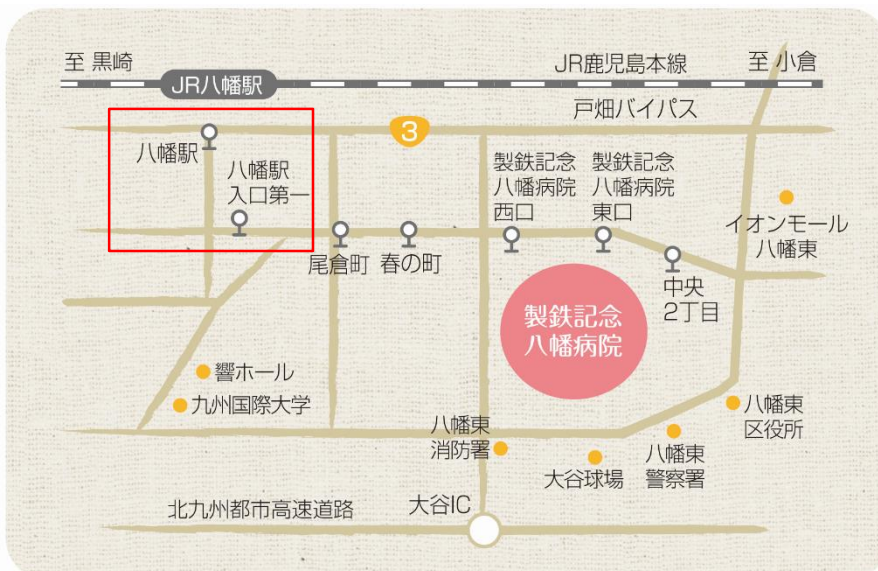 至 黒崎
JR八幡駅
JR鹿児島本線
至 小倉
戸畑バイパス
3
八幡駅
八幡駅
入口第一
製鉄記念
八幡病院
西口
製鉄記念
八幡病院
東口
イオンモール
八幡東
尾倉町
春の町
中央
2丁目
製鉄記念
八幡病院
響ホール
九州国際大学
八幡東
消防署
大谷球場
八幡東
警察署
八幡東
区役所
北九州都市高速道路
大谷IC